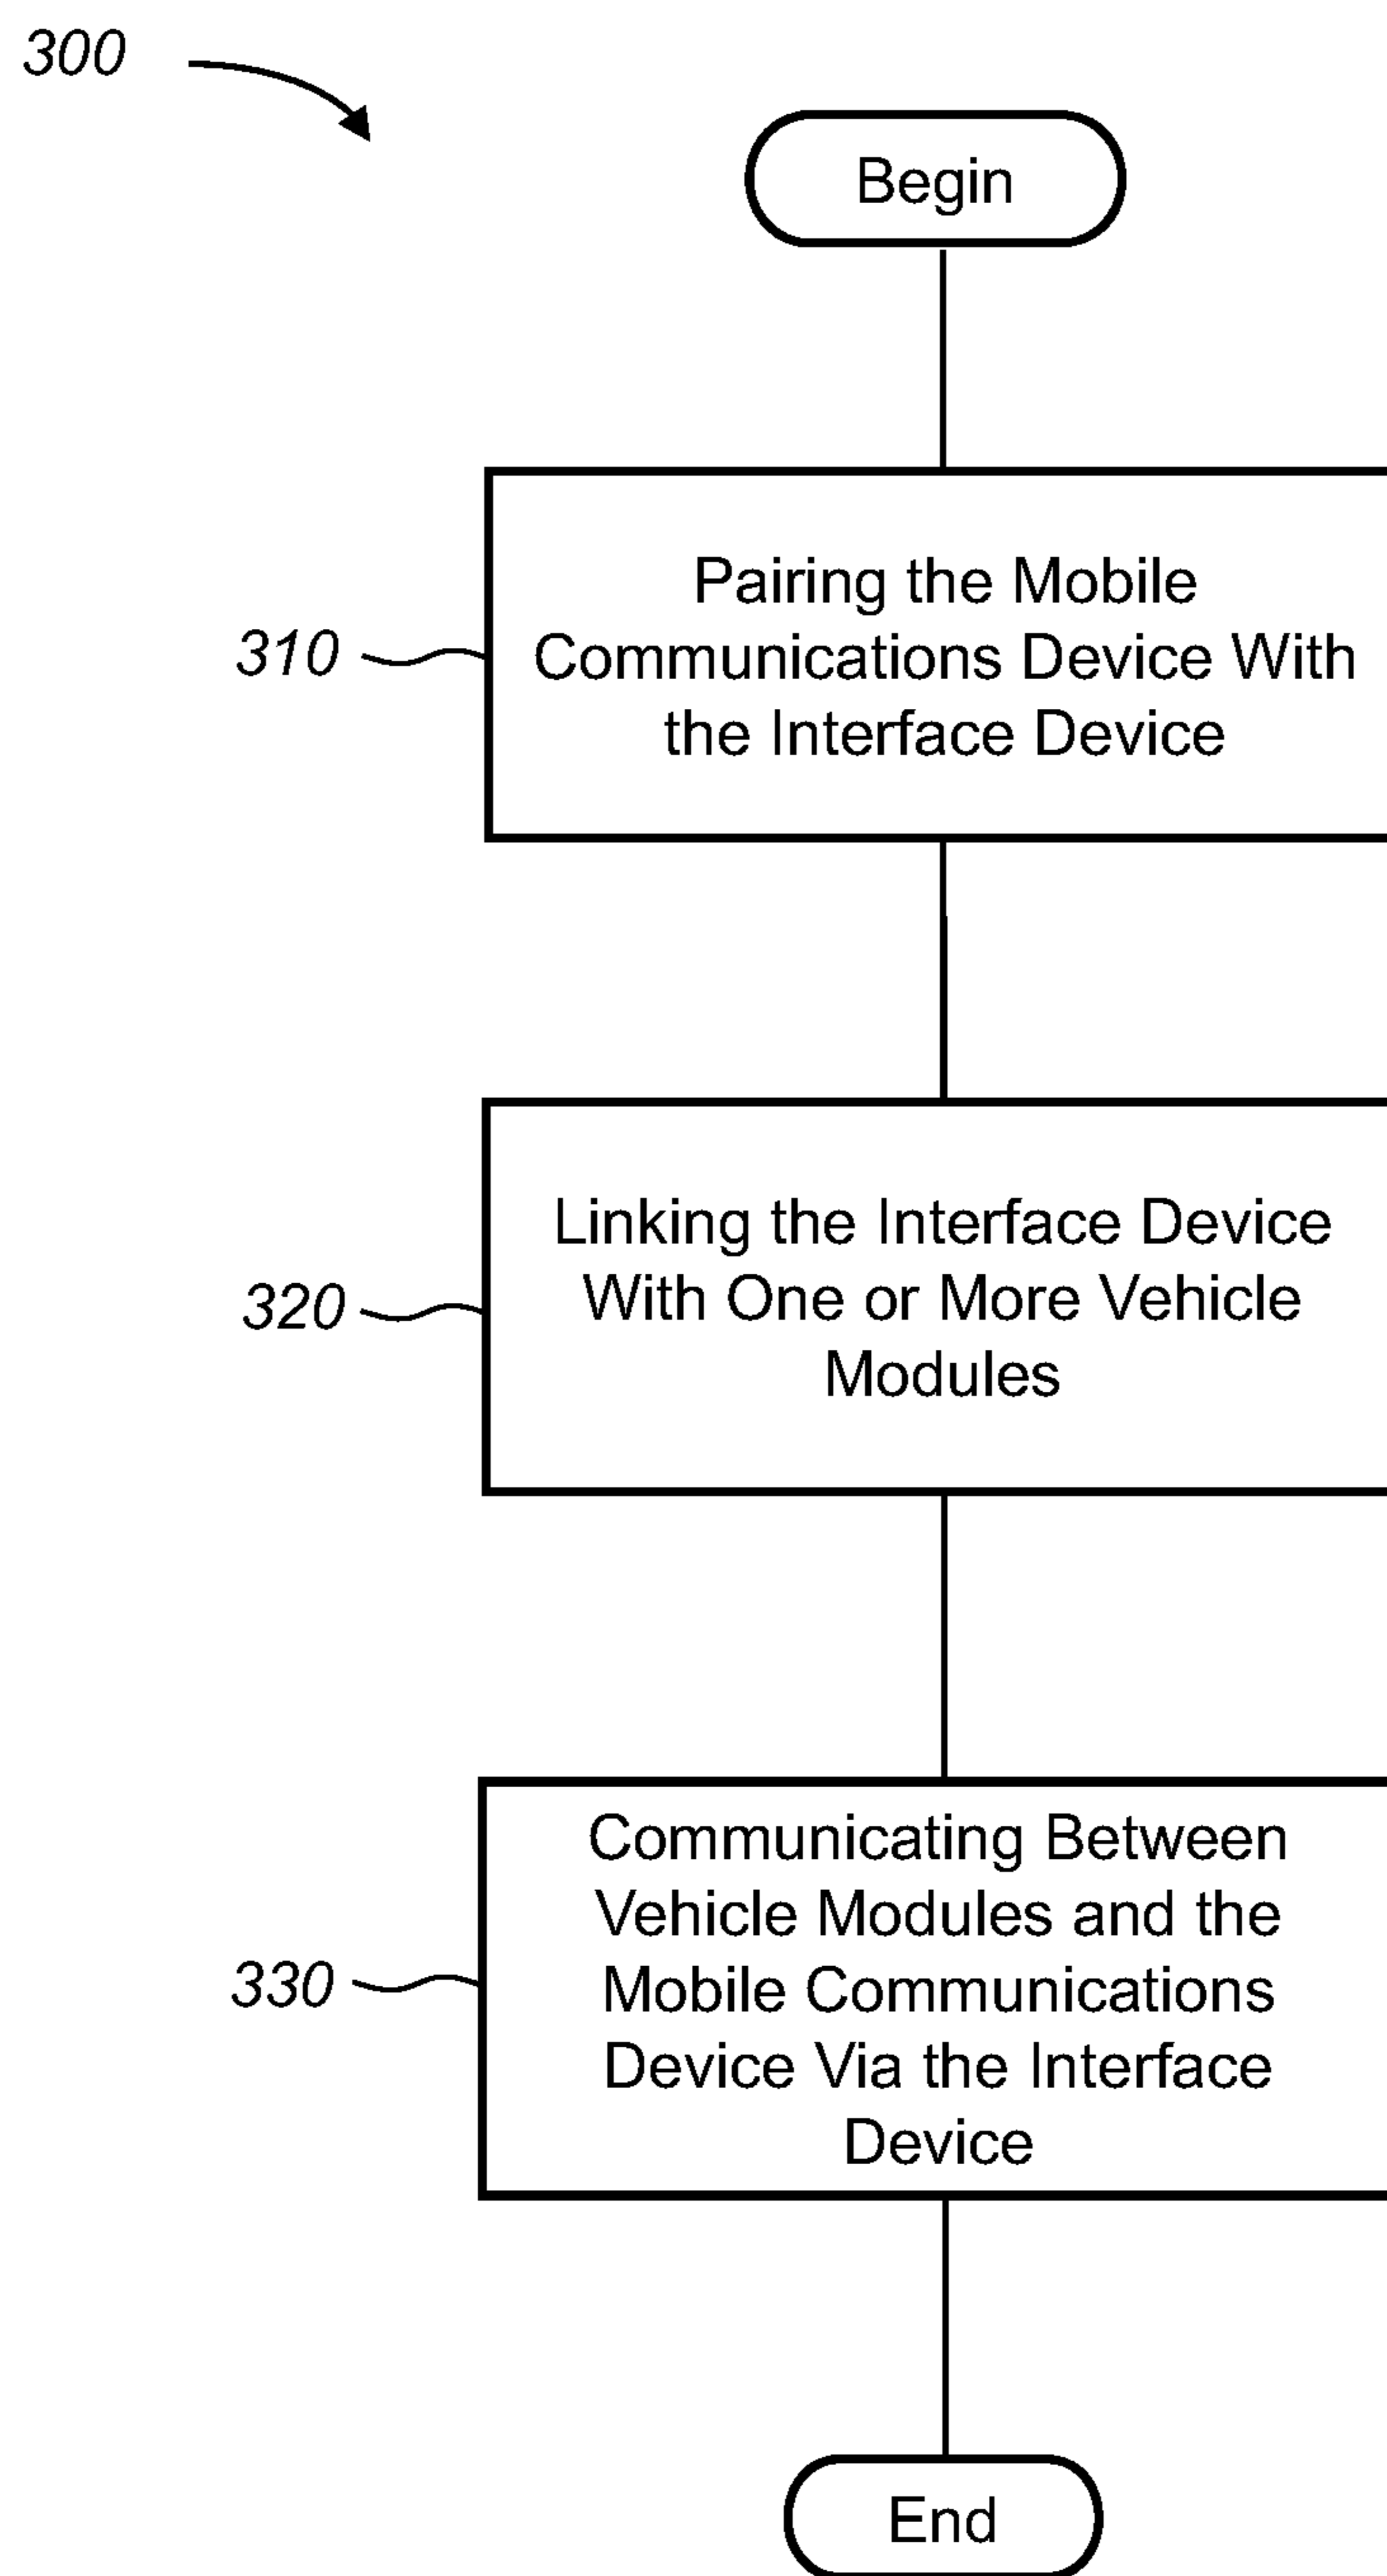 300
Begin
310
Pairing the Mobile
Communications Device With
the Interface Device
320
Linking the Interface Device
With One or More Vehicle
Modules
330
Communicating Between
Vehicle Modules and the
Mobile Communications
Device Via the Interface
Device
End